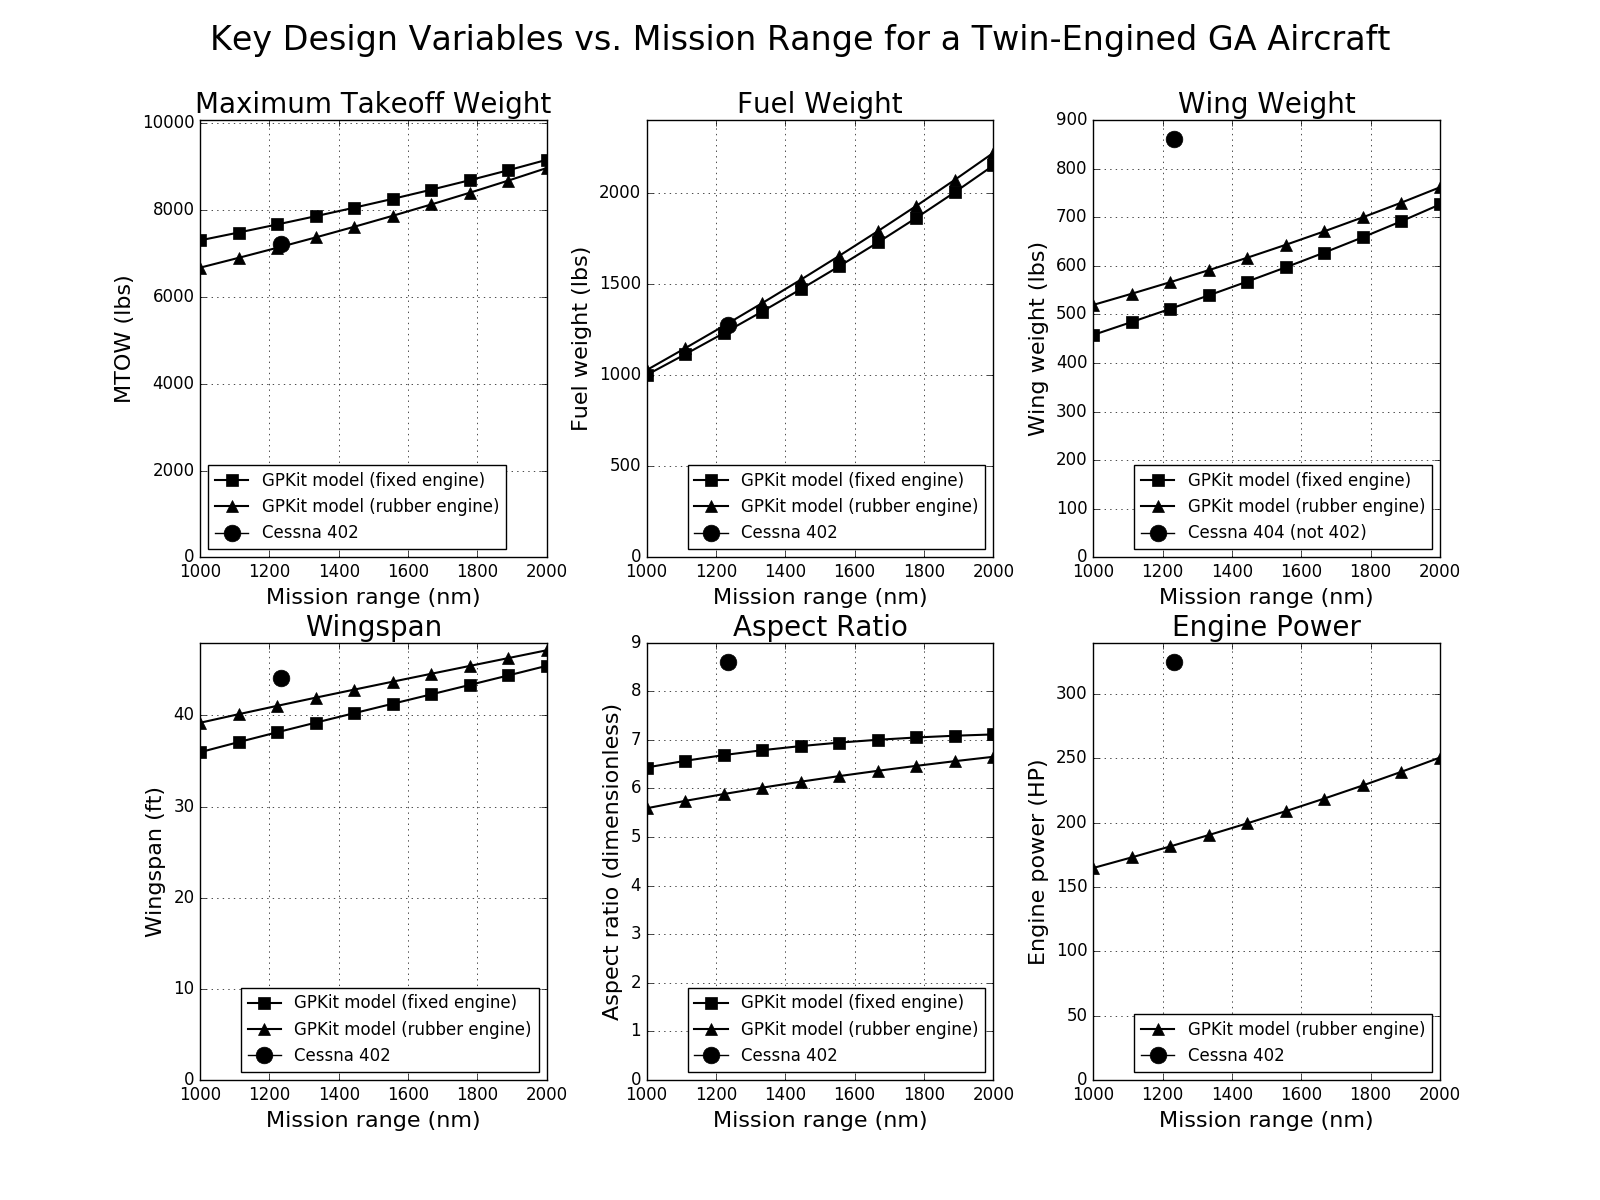 Key Design Variables vs. Mission Range for a Twin-Engined GA Aircraft
Maximum Takeoff Weight
MTOW (lbs)
10000
8000
6000
4000
2000
0
GPKit model (fixed engine)
GPKit model (rubber engine)
Cessna 402
1000 1200 1400 1600 1800 2000
Mission range (nm)
Fuel Weight
Fuel weight (lbs)
2000
1500
1000
500
0
GPKit model (fixed engine)
GPKit model (rubber engine)
Cessna 402
1000 1200 1400 1600 1800 2000
Mission range (nm)
Wing Weight
Wing weight (lbs)
900
800
700
600
500
400
300
200
100
0
GPKit model (fixed engine)
GPKit model (rubber engine)
Cessna 404 (not 402)
1000 1200 1400 1600 1800 2000
Mission range (nm)
Wingspan
Wingspan (ft)
40
30
20
10
0
GPKit model (fixed engine)
GPKit model (rubber engine)
Cessna 402
1000 1200 1400 1600 1800 2000
Mission range (nm)
Aspect Ratio
Aspect ratio (dimensionless)
9
8
7
6
5
4
3
2
1
0
GPKit model (fixed engine)
GPKit model (rubber engine)
Cessna 402
1000 1200 1400 1600 1800 2000
Mission range (nm)
Engine Power
Engine power (HP)
300
250
200
150
100
50
0
GPKit model (rubber engine)
Cessna 402
1000 1200 1400 1600 1800 2000
Mission range (nm)